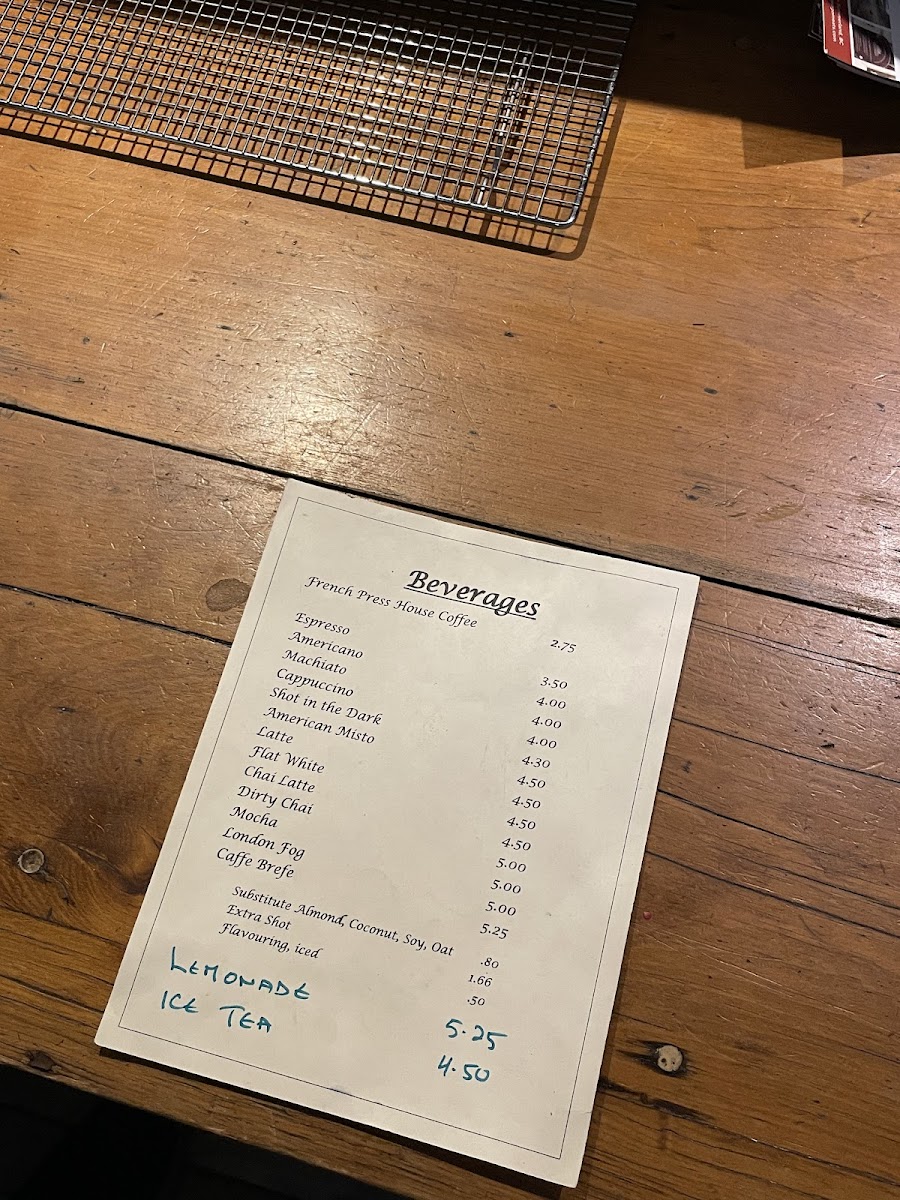 Beverages
French Press House Coffee 2.75
Espresso 3.50
Americano 4.00
Machiato 4.00
Cappuccino 4.00
Shot in the Dark 4.30
American Misto 4.50
Latte 4.50
Flat White 4.50
Chai Latte 4.50
Dirty Chai 5.00
Mocha 5.00
London Fog 5.00
Caffe Brefe 5.25
Substitute Almond, Coconut, Soy, Oat .80
Extra Shot 1.66
Flavouring, iced .50
LEMONADE 5.25
ICE TEA 4.50